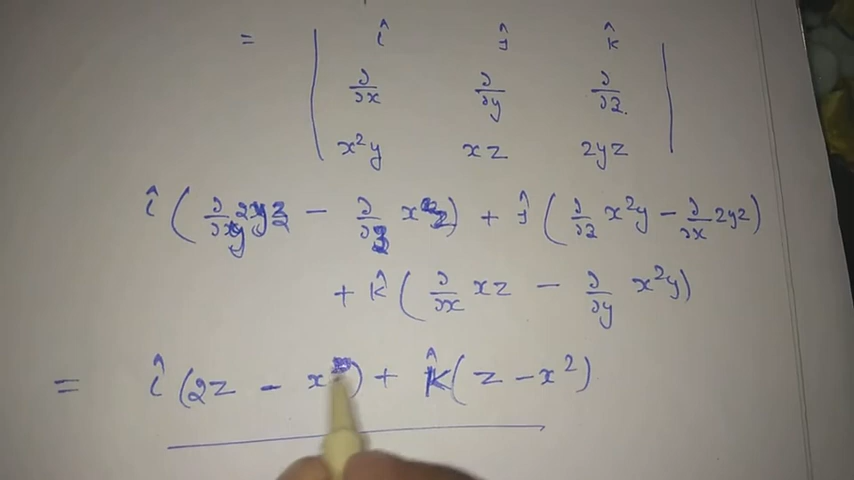 = | î ĵ k̂ |
| ∂/∂x ∂/∂y ∂/∂z |
| x²y xz 2yz |
î ( ∂/∂y 2yz − ∂/∂z xz ) + ĵ ( ∂/∂z x²y − ∂/∂x 2yz )
+ k̂ ( ∂/∂x xz − ∂/∂y x²y )
= î (2z − x) + k̂ ( z − x² )